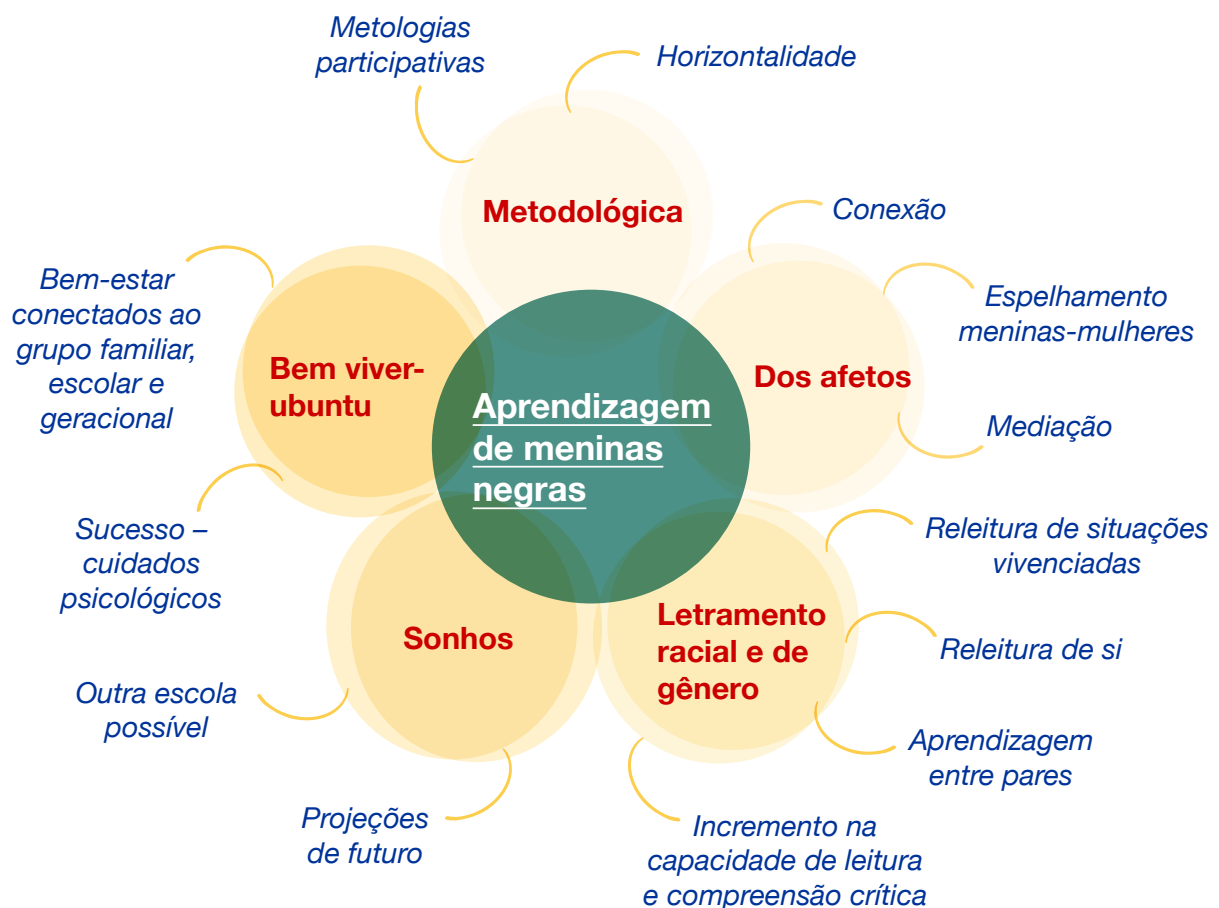 Metologias
participativas
Horizontalidade
Metodológica
Conexão
Espelhamento
meninas-mulheres
Dos afetos
Mediação
Bem-estar
conectados ao
grupo familiar,
escolar e
geracional
Bem viver-
ubuntu
Aprendizagem
de meninas
negras
Sucesso –
cuidados
psicológicos
Releitura de situações
vivenciadas
Letramento
racial e de
gênero
Releitura de si
Sonhos
Outra escola
possível
Aprendizagem
entre pares
Projeções
de futuro
Incremento na
capacidade de leitura
e compreensão crítica